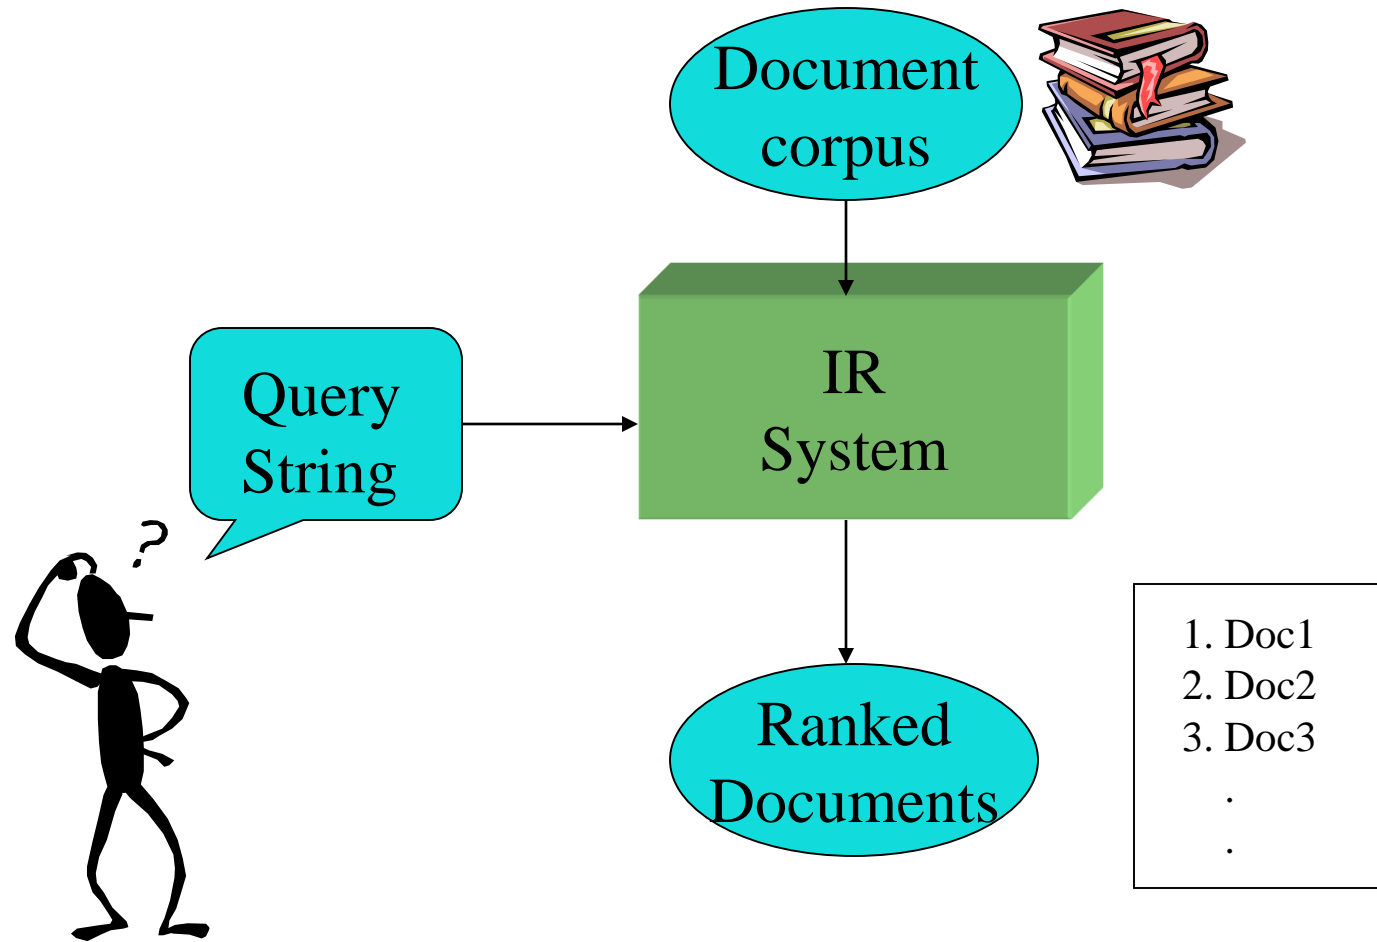 Document
corpus
IR
System
Query
String
?
Ranked
Documents
1. Doc1
2. Doc2
3. Doc3
.
.